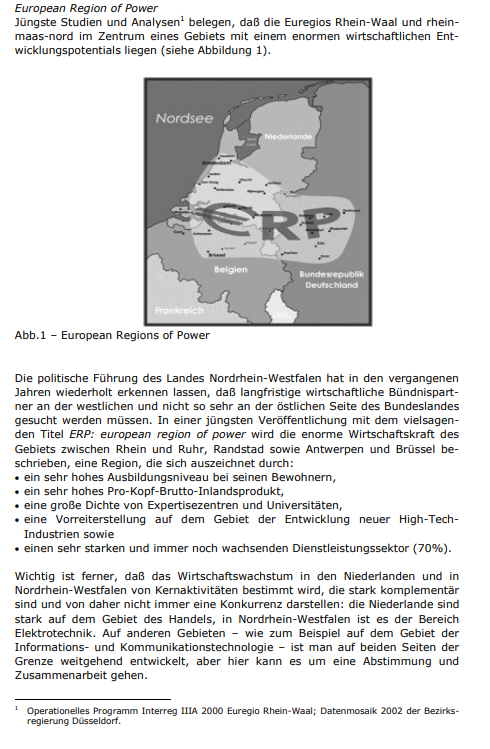 European Region of Power
Jüngste Studien und Analysen¹ belegen, daß die Euregios Rhein-Waal und rhein-
maas-nord im Zentrum eines Gebiets mit einem enormen wirtschaftlichen Ent-
wicklungspotentials liegen (siehe Abbildung 1).
Nordsee
Niederlande
ERP
Brüssel
Belgien
Bundesrepublik
Deutschland
Frankreich
Abb.1 – European Regions of Power
Die politische Führung des Landes Nordrhein-Westfalen hat in den vergangenen
Jahren wiederholt erkennen lassen, daß langfristige wirtschaftliche Bündnispart-
ner an der westlichen und nicht so sehr an der östlichen Seite des Bundeslandes
gesucht werden müssen. In einer jüngsten Veröffentlichung mit dem vielsagen-
den Titel ERP: european region of power wird die enorme Wirtschaftskraft des
Gebiets zwischen Rhein und Ruhr, Randstad sowie Antwerpen und Brüssel be-
schrieben, eine Region, die sich auszeichnet durch:
• ein sehr hohes Ausbildungsniveau bei seinen Bewohnern,
• ein sehr hohes Pro-Kopf-Brutto-Inlandsprodukt,
• eine große Dichte von Expertisezentren und Universitäten,
• eine Vorreiterstellung auf dem Gebiet der Entwicklung neuer High-Tech-
Industrien sowie
• einen sehr starken und immer noch wachsenden Dienstleistungssektor (70%).
Wichtig ist ferner, daß das Wirtschaftswachstum in den Niederlanden und in
Nordrhein-Westfalen von Kernaktivitäten bestimmt wird, die stark komplementär
sind und von daher nicht immer eine Konkurrenz darstellen: die Niederlande sind
stark auf dem Gebiet des Handels, in Nordrhein-Westfalen ist es der Bereich
Elektrotechnik. Auf anderen Gebieten – wie zum Beispiel auf dem Gebiet der
Informations- und Kommunikationstechnologie – ist man auf beiden Seiten der
Grenze weitgehend entwickelt, aber hier kann es um eine Abstimmung und
Zusammenarbeit gehen.
¹ Operationelles Programm Interreg IIIA 2000 Euregio Rhein-Waal; Datenmosaik 2002 der Bezirks-
regierung Düsseldorf.